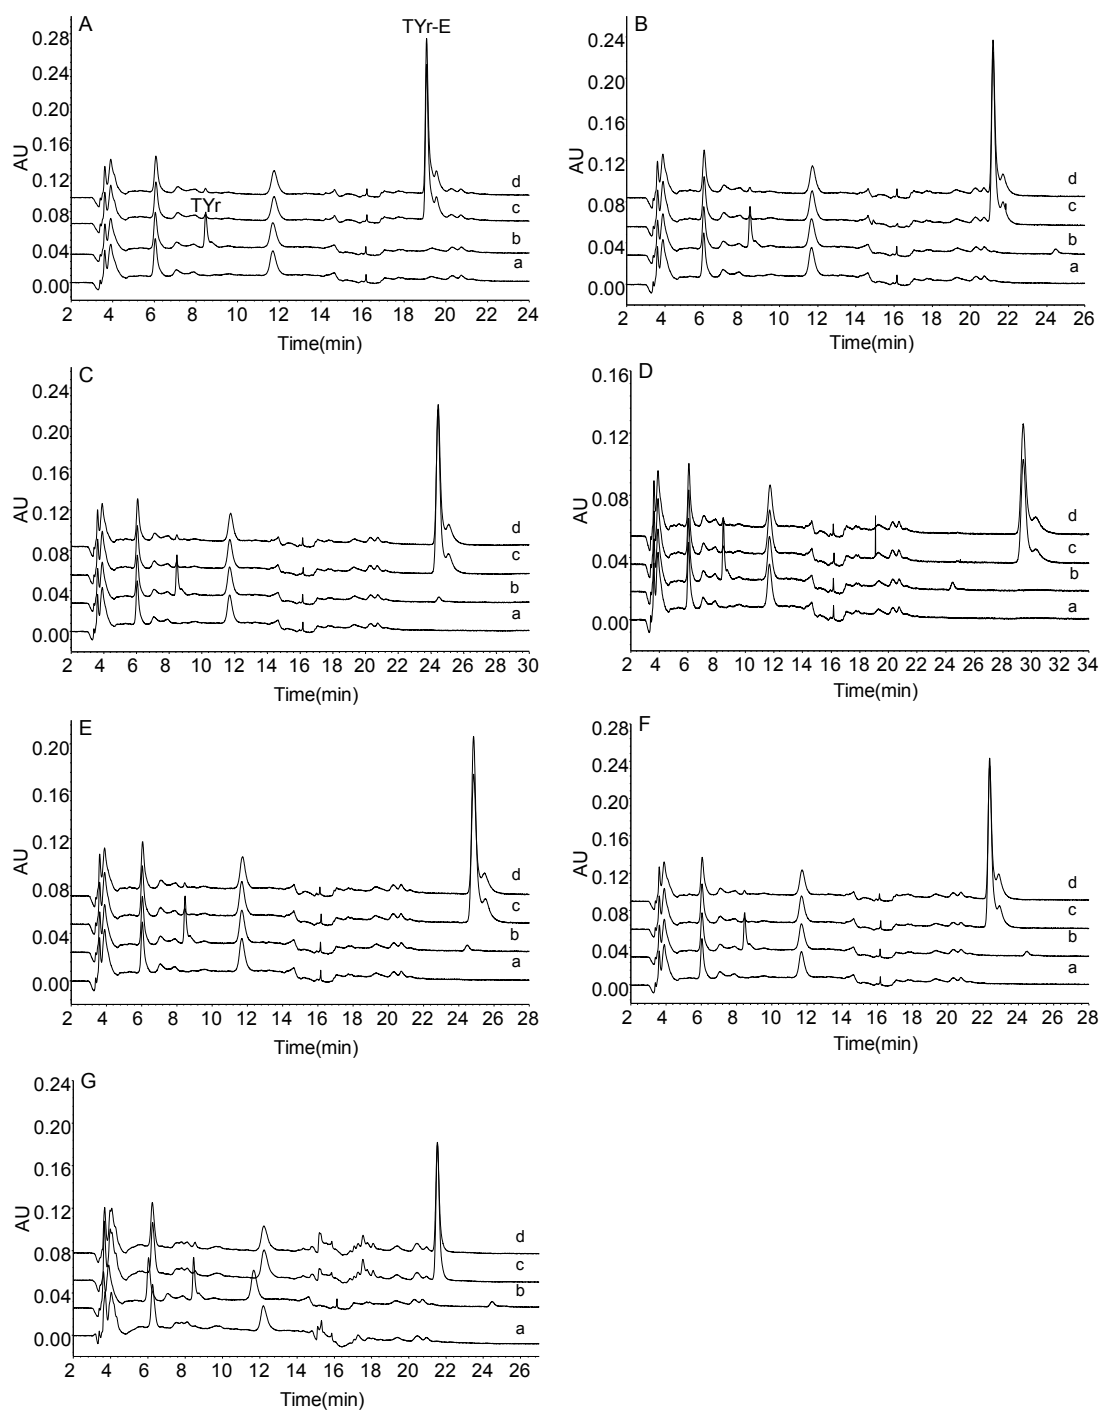 A
TYr-E
0.28
0.24
0.20
0.16
0.12
0.08
0.04
0.00
AU
TYr
d
c
b
a
2 4 6 8 10 12 14 16 18 20 22 24
Time(min)
B
0.24
0.20
0.16
0.12
0.08
0.04
0.00
AU
d
c
b
a
2 4 6 8 10 12 14 16 18 20 22 24 26
Time(min)
C
0.24
0.20
0.16
0.12
0.08
0.04
0.00
AU
d
c
b
a
2 4 6 8 10 12 14 16 18 20 22 24 26 28 30
Time(min)
D
0.16
0.12
0.08
0.04
0.00
AU
d
c
b
a
2 4 6 8 10 12 14 16 18 20 22 24 26 28 30 32 34
Time(min)
E
0.20
0.16
0.12
0.08
0.04
0.00
AU
d
c
b
a
2 4 6 8 10 12 14 16 18 20 22 24 26 28
Time(min)
F
0.28
0.24
0.20
0.16
0.12
0.08
0.04
0.00
AU
d
c
b
a
2 4 6 8 10 12 14 16 18 20 22 24 26 28
Time(min)
G
0.24
0.20
0.16
0.12
0.08
0.04
0.00
AU
d
c
b
a
2 4 6 8 10 12 14 16 18 20 22 24 26
Time(min)